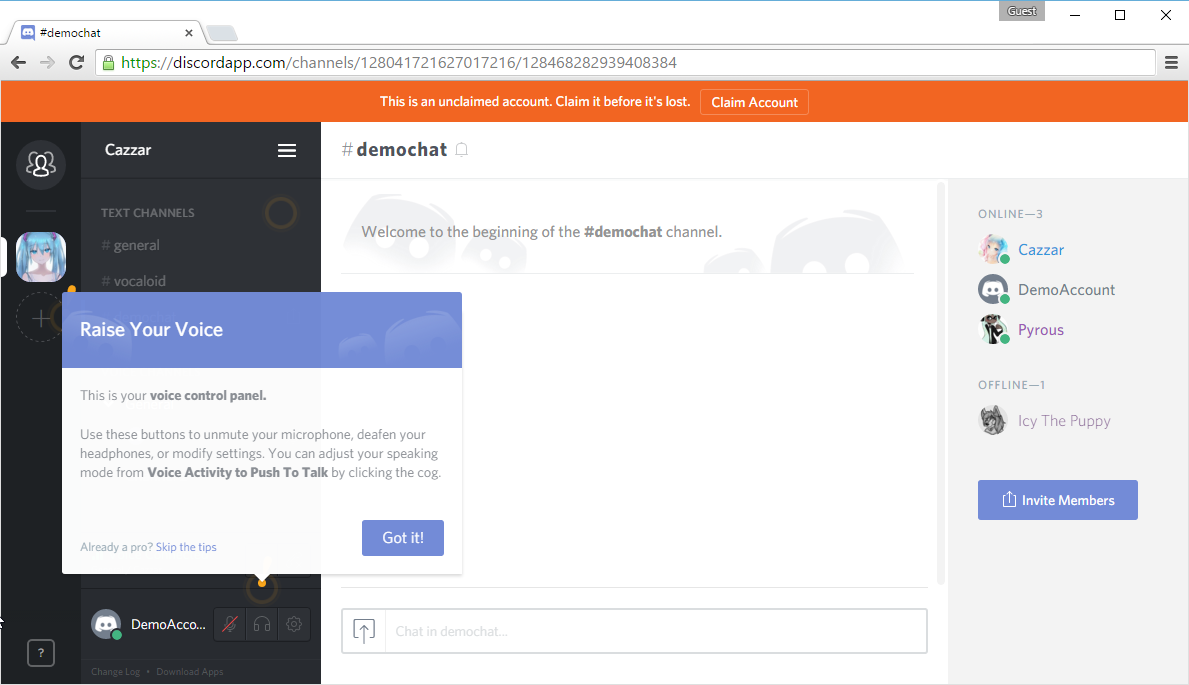 Guest
#demochat
https://discordapp.com/channels/128041721627017216/128468282939408384
This is an unclaimed account. Claim it before it's lost.
Claim Account
Cazzar
#demochat
TEXT CHANNELS
# general
# vocaloid
Welcome to the beginning of the #demochat channel.
Raise Your Voice
This is your voice control panel.
Use these buttons to unmute your microphone, deafen your
headphones, or modify settings. You can adjust your speaking
mode from Voice Activity to Push To Talk by clicking the cog.
Already a pro? Skip the tips
Got it!
DemoAcco...
?
Change Log • Download Apps
Chat in demochat...
ONLINE—3
Cazzar
DemoAccount
Pyrous
OFFLINE—1
Icy The Puppy
Invite Members